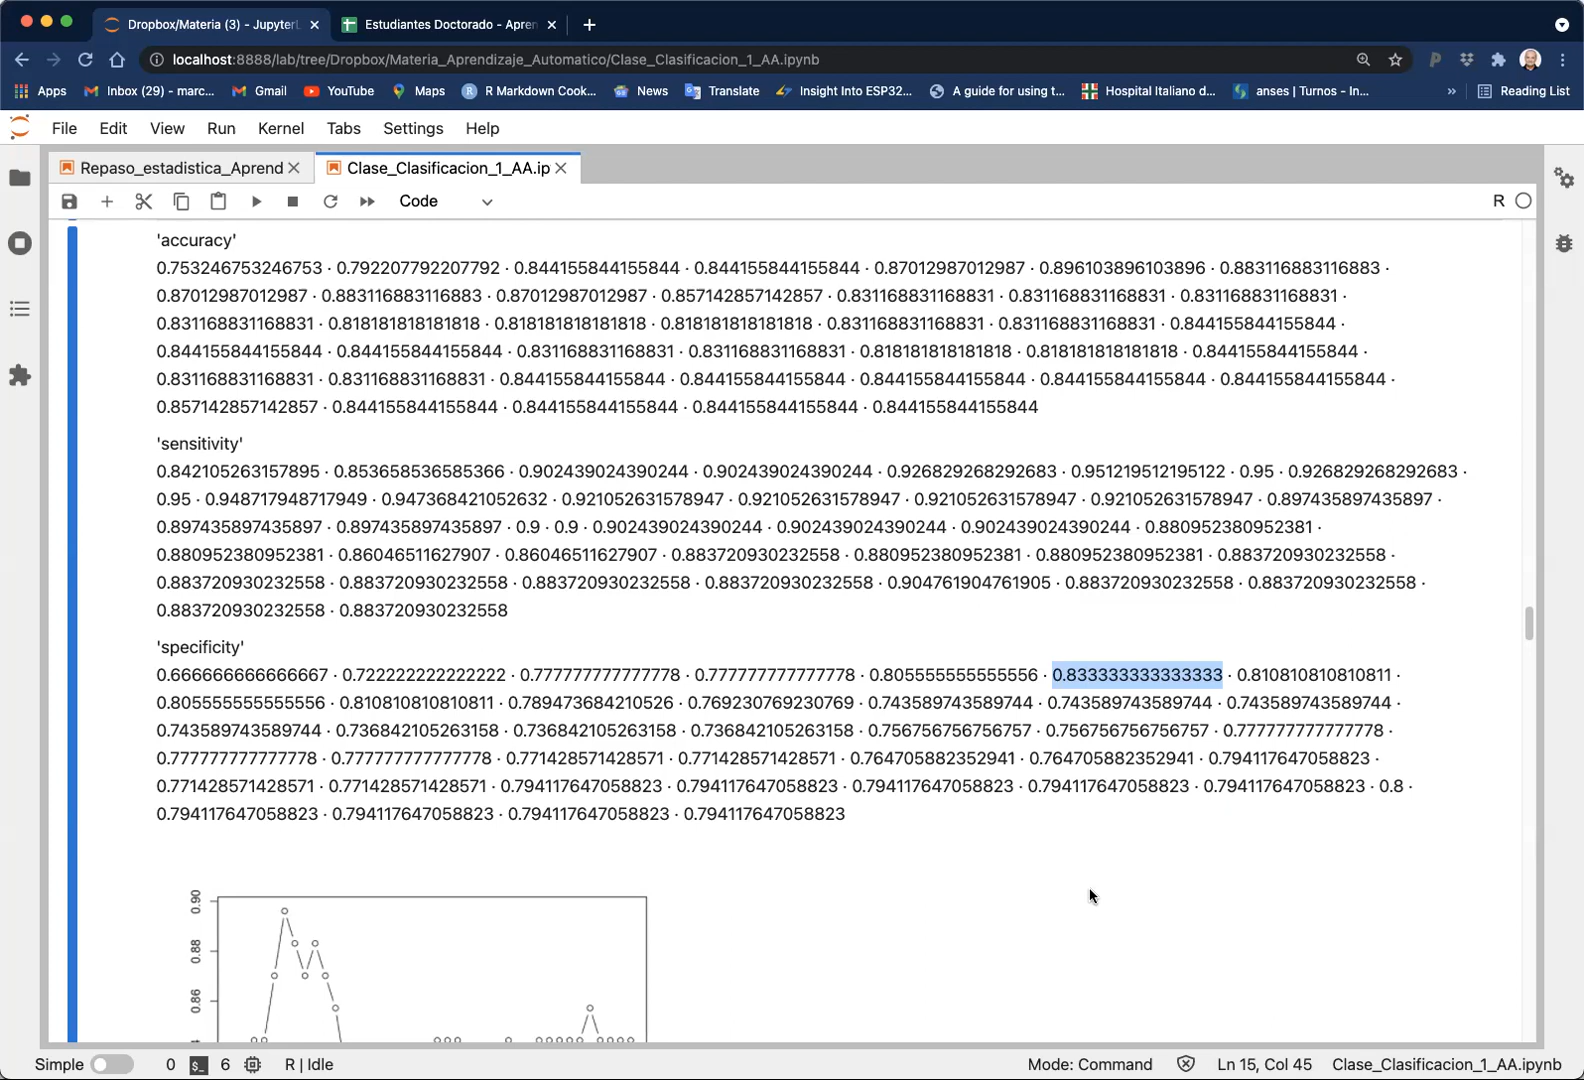 Dropbox/Materia (3) - JupyterL
Estudiantes Doctorado - Apren
localhost:8888/lab/tree/Dropbox/Materia_Aprendizaje_Automatico/Clase_Clasificacion_1_AA.ipynb
Apps
Inbox (29) - marc...
Gmail
YouTube
Maps
R Markdown Cook...
News
Translate
Insight Into ESP32...
A guide for using t...
Hospital Italiano d...
anses | Turnos - In...
»
Reading List
File Edit View Run Kernel Tabs Settings Help
Repaso_estadistica_Aprend
Clase_Clasificacion_1_AA.ip
Code
R
'accuracy'
0.753246753246753 · 0.792207792207792 · 0.844155844155844 · 0.844155844155844 · 0.87012987012987 · 0.896103896103896 · 0.883116883116883 ·
0.87012987012987 · 0.883116883116883 · 0.87012987012987 · 0.857142857142857 · 0.831168831168831 · 0.831168831168831 · 0.831168831168831 ·
0.831168831168831 · 0.818181818181818 · 0.818181818181818 · 0.818181818181818 · 0.831168831168831 · 0.831168831168831 · 0.844155844155844 ·
0.844155844155844 · 0.844155844155844 · 0.831168831168831 · 0.831168831168831 · 0.818181818181818 · 0.818181818181818 · 0.844155844155844 ·
0.831168831168831 · 0.831168831168831 · 0.844155844155844 · 0.844155844155844 · 0.844155844155844 · 0.844155844155844 · 0.844155844155844 ·
0.857142857142857 · 0.844155844155844 · 0.844155844155844 · 0.844155844155844 · 0.844155844155844
'sensitivity'
0.842105263157895 · 0.853658536585366 · 0.902439024390244 · 0.902439024390244 · 0.926829268292683 · 0.951219512195122 · 0.95 · 0.926829268292683 ·
0.95 · 0.948717948717949 · 0.947368421052632 · 0.921052631578947 · 0.921052631578947 · 0.921052631578947 · 0.921052631578947 · 0.897435897435897 ·
0.897435897435897 · 0.897435897435897 · 0.9 · 0.9 · 0.902439024390244 · 0.902439024390244 · 0.902439024390244 · 0.880952380952381 ·
0.880952380952381 · 0.86046511627907 · 0.86046511627907 · 0.883720930232558 · 0.880952380952381 · 0.880952380952381 · 0.883720930232558 ·
0.883720930232558 · 0.883720930232558 · 0.883720930232558 · 0.883720930232558 · 0.904761904761905 · 0.883720930232558 · 0.883720930232558 ·
0.883720930232558 · 0.883720930232558
'specificity'
0.666666666666667 · 0.722222222222222 · 0.777777777777778 · 0.777777777777778 · 0.805555555555556 · 0.833333333333333 · 0.810810810810811 ·
0.805555555555556 · 0.810810810810811 · 0.789473684210526 · 0.769230769230769 · 0.743589743589744 · 0.743589743589744 · 0.743589743589744 ·
0.743589743589744 · 0.736842105263158 · 0.736842105263158 · 0.736842105263158 · 0.756756756756757 · 0.756756756756757 · 0.777777777777778 ·
0.777777777777778 · 0.777777777777778 · 0.771428571428571 · 0.771428571428571 · 0.764705882352941 · 0.764705882352941 · 0.794117647058823 ·
0.771428571428571 · 0.771428571428571 · 0.794117647058823 · 0.794117647058823 · 0.794117647058823 · 0.794117647058823 · 0.794117647058823 · 0.8 ·
0.794117647058823 · 0.794117647058823 · 0.794117647058823 · 0.794117647058823
0.90
0.88
0.86
Simple 0 6 R | Idle
Mode: Command
Ln 15, Col 45
Clase_Clasificacion_1_AA.ipynb